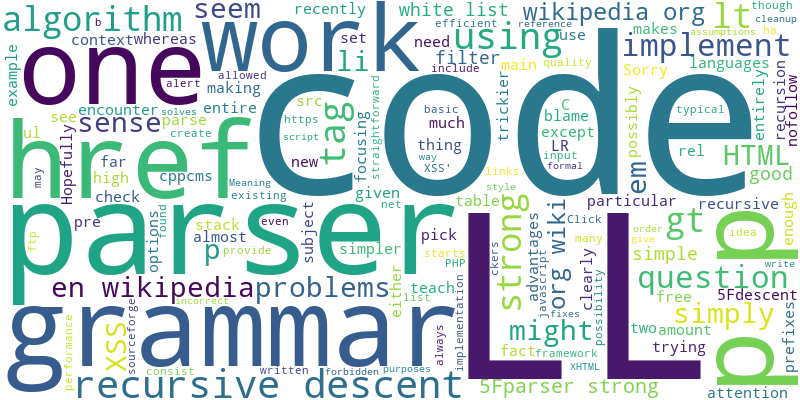 algorithm
b
seem
recently
white list
efficient
reference
wikipedia org
lt
though
cleanup
context
whereas
work
set
need
using
use
makes
assumptions
ha
example
one
making
li
filter
main
quality
implement
alert
allowed
entire
include
Sorry
languages
encounter
solves
src
code
trickier
possibly
recursion
nofollow
see
sense
parse
https
tag
straightforward
focusing
basic
C
blame
typical
entirely
ul
create
script
much
except
rel
href
Hopefully
cppcms
new
thing
LR
HTML
may
far
high
way
input
good
check
Meaning
existing
XSS'
formal
em
parser
given
links
particular
recursive
pre
options
found
stack
subject
net
table
style
strong
org wiki
Click
gt
p
order
idea
enough
ftp
almost
even
simpler
pick
many
give
simple
write
p
provide
PHP
starts
advantages
javascript
clearly
question
en wikipedia
problems
either
teach
ckers
fixes
possibility
free
5Fdescent
prefixes
grammar
XSS
sourceforge
incorrect
list
LL
might
two
amount
simply
performance
always
implementation
fact
framework
trying
p
consist
written
forbidden
purposes
XHTML
recursive descent
5Fparser strong
attention